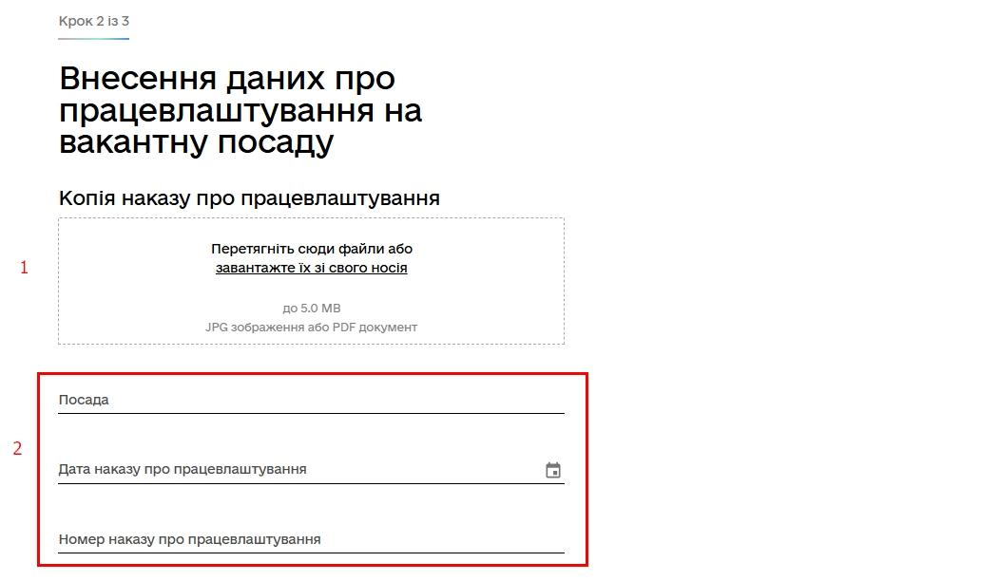 Крок 2 із 3
Внесення даних про
працевлаштування на
вакантну посаду
Копія наказу про працевлаштування
1
Перетягніть сюди файли або
завантажте їх зі свого носія
до 5.0 MB
JPG зображення або PDF документ
2
Посада
Дата наказу про працевлаштування
Номер наказу про працевлаштування